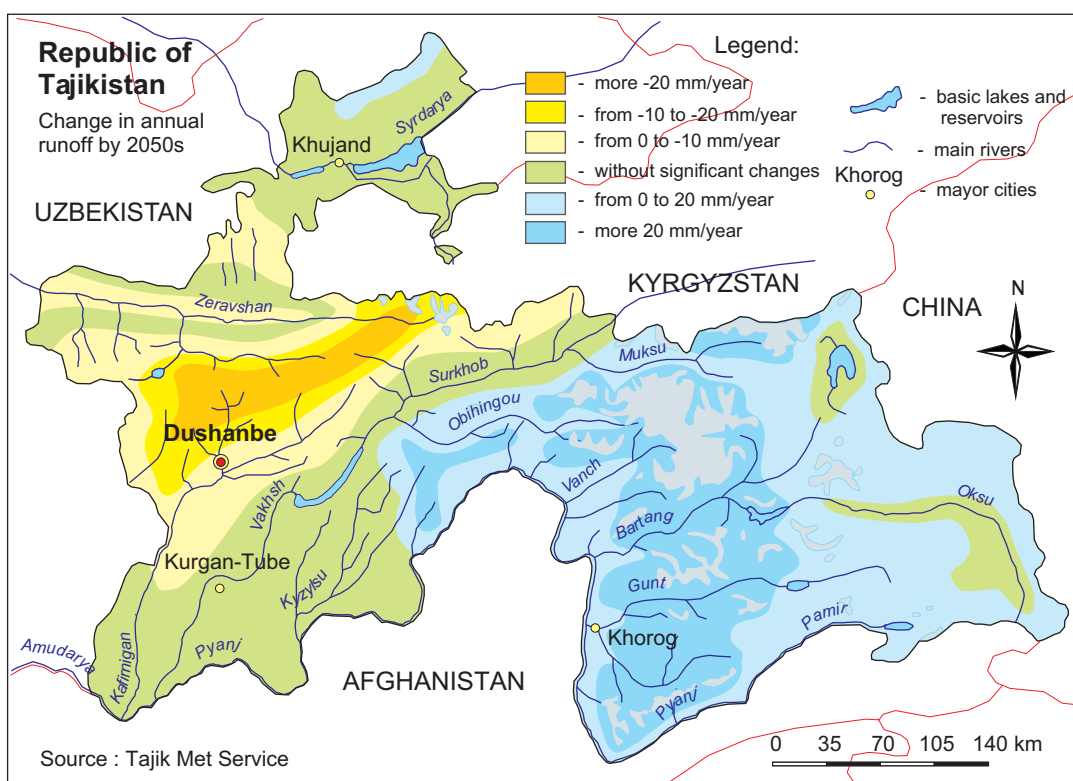 Republic of
Tajikistan
Change in annual
runoff by 2050s
Legend:
- more -20 mm/year
- from -10 to -20 mm/year
- from 0 to -10 mm/year
- without significant changes
- from 0 to 20 mm/year
- more 20 mm/year
- basic lakes and
reservoirs
- main rivers
Khorog
- mayor cities
Syrdarya
Khujand
UZBEKISTAN
KYRGYZSTAN
CHINA
N
Zeravshan
Surkhob
Muksu
Obihingou
Dushanbe
Vanch
Vakhsh
Bartang
Oksu
Kurgan-Tube
Kyzylsu
Gunt
Khorog
Pamir
Pyanj
Kafirnigan
Amudarya
AFGHANISTAN
Pyanj
Source : Tajik Met Service
0 35 70 105 140 km